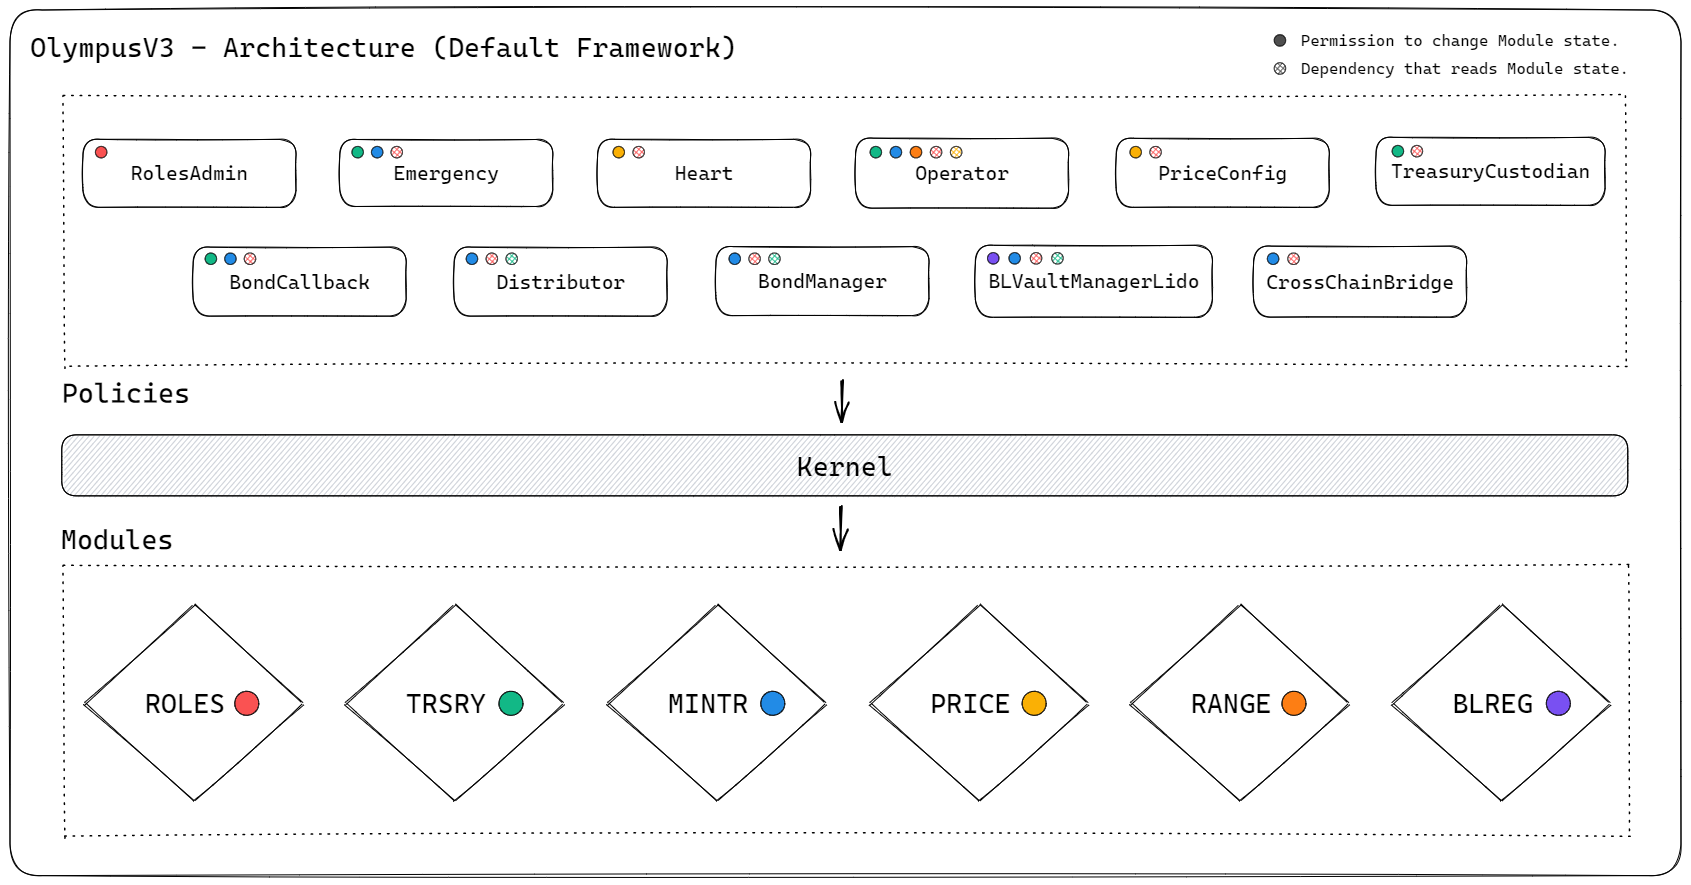 OlympusV3 - Architecture (Default Framework)
Permission to change Module state.
Dependency that reads Module state.
RolesAdmin
Emergency
Heart
Operator
PriceConfig
TreasuryCustodian
BondCallback
Distributor
BondManager
BLVaultManagerLido
CrossChainBridge
Policies
Kernel
Modules
ROLES
TRSRY
MINTR
PRICE
RANGE
BLREG